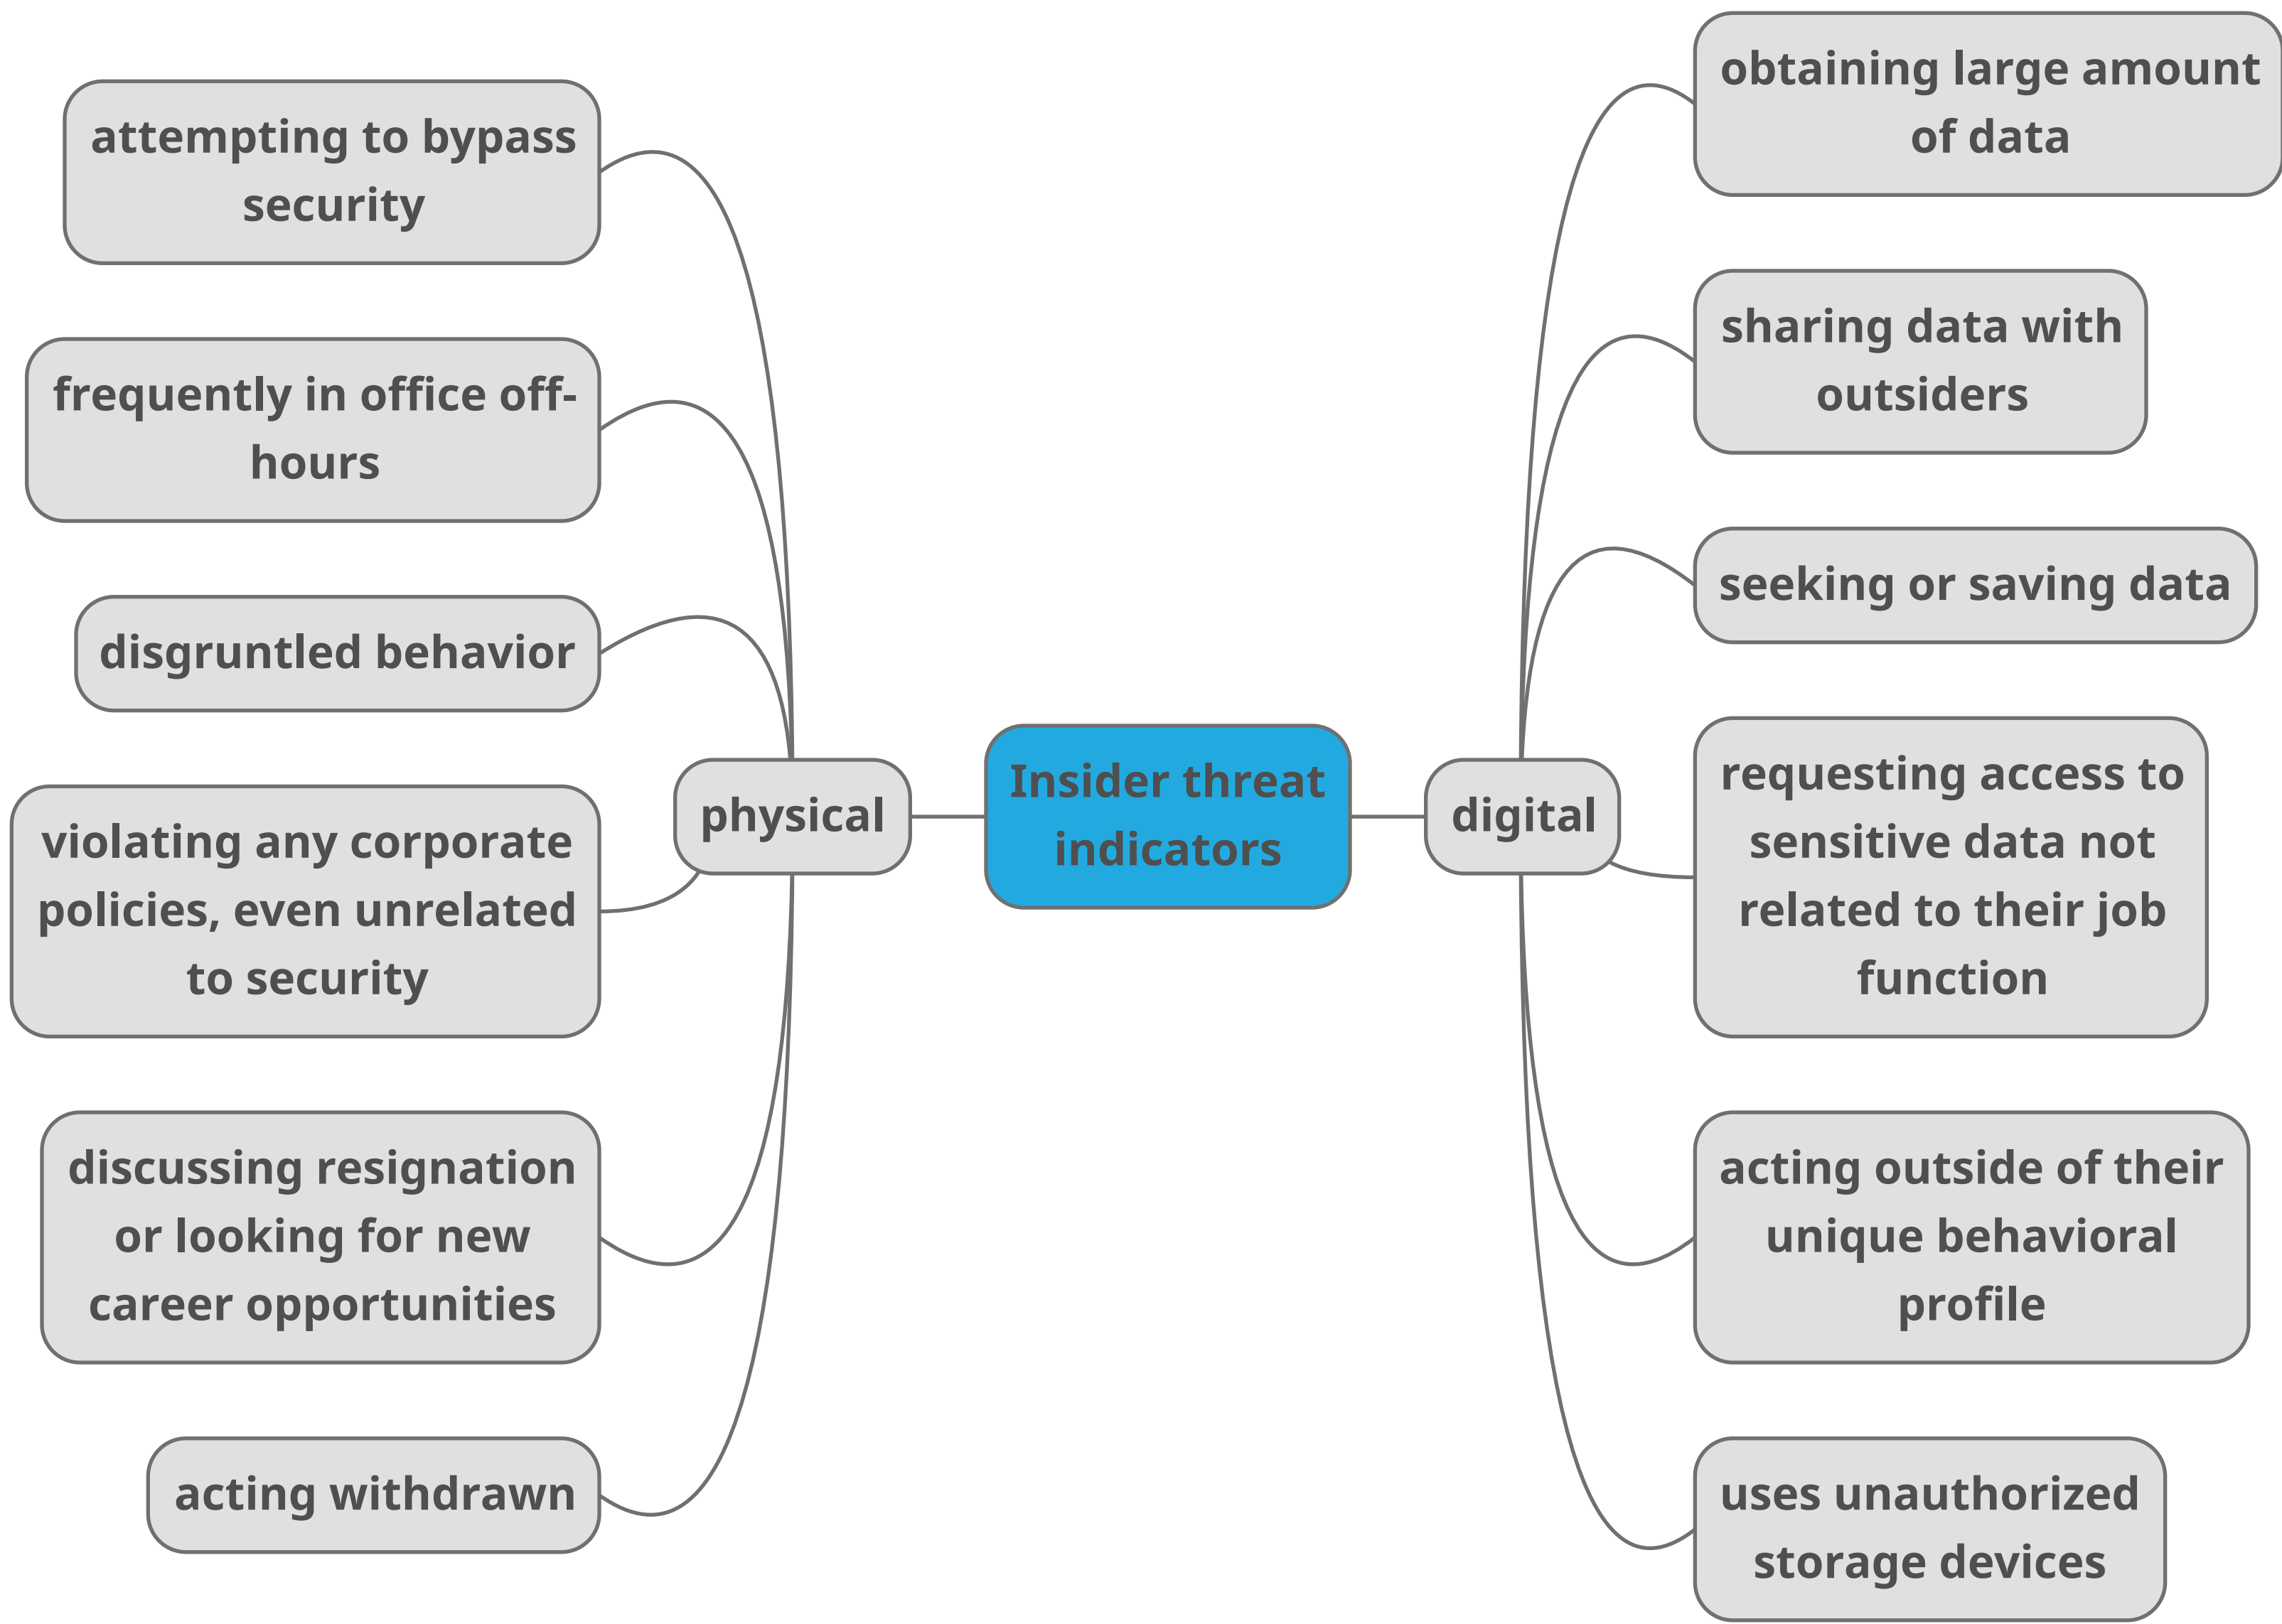 attempting to bypass
security
frequently in office off-
hours
disgruntled behavior
violating any corporate
policies, even unrelated
to security
discussing resignation
or looking for new
career opportunities
acting withdrawn
physical
Insider threat
indicators
digital
obtaining large amount
of data
sharing data with
outsiders
seeking or saving data
requesting access to
sensitive data not
related to their job
function
acting outside of their
unique behavioral
profile
uses unauthorized
storage devices